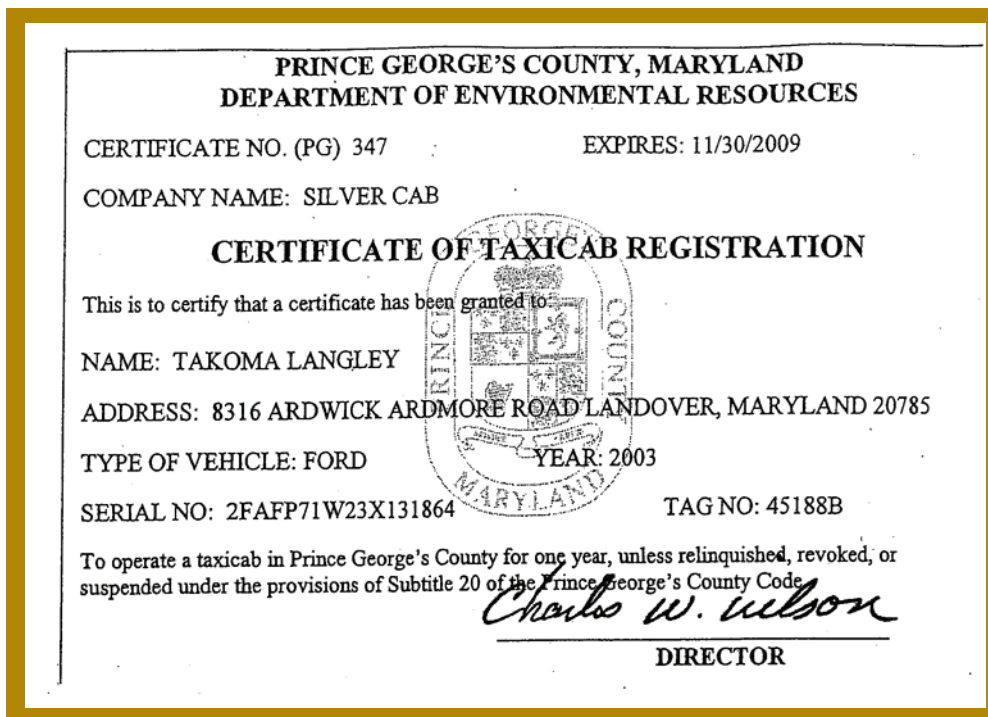 PRINCE GEORGE'S COUNTY, MARYLAND
DEPARTMENT OF ENVIRONMENTAL RESOURCES
CERTIFICATE NO. (PG) 347 EXPIRES: 11/30/2009
COMPANY NAME: SILVER CAB
CERTIFICATE OF TAXICAB REGISTRATION
This is to certify that a certificate has been granted to:
NAME: TAKOMA LANGLEY
ADDRESS: 8316 ARDWICK ARDMORE ROAD LANDOVER, MARYLAND 20785
TYPE OF VEHICLE: FORD YEAR: 2003
SERIAL NO: 2FAFP71W23X131864 TAG NO: 45188B
To operate a taxicab in Prince George's County for one year, unless relinquished, revoked, or
suspended under the provisions of Subtitle 20 of the Prince George's County Code.
Charles W. Wilson
DIRECTOR
PRINCE GEORGE'S COUNTY
MARYLAND